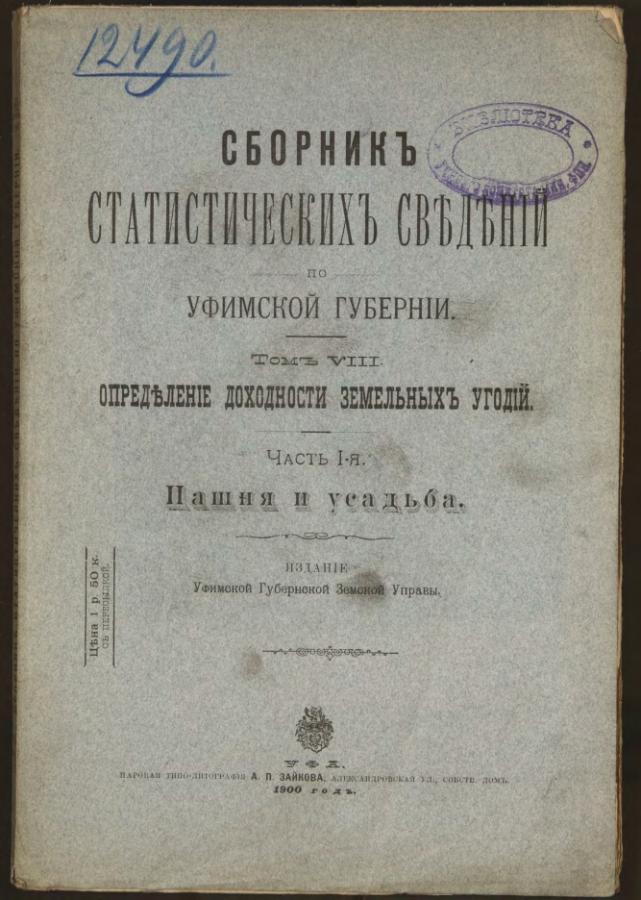 12490.
БИБЛІОТЕКА
СБОРНИКЪ
СТАТИСТИЧЕСКИХЪ СВѢДѢНІЙ
ПО
УФИМСКОЙ ГУБЕРНІИ.
Томъ VIII.
ОПРЕДѢЛЕНІЕ ДОХОДНОСТИ ЗЕМЕЛЬНЫХЪ УГОДІЙ.
Часть I-я.
Пашня и усадьба.
ИЗДАНІЕ
Уфимской Губернской Земской Управы.
Цѣна 1 р. 50 к.
СЪ ПЕРЕСЫЛКОЙ.
УФА.
ПАРОВАЯ ТИПО-ЛИТОГРАФІЯ А. П. ЗАЙКОВА, АЛЕКСАНДРОВСКАЯ УЛ., СОБСТВ. ДОМЪ.
1900 годъ.